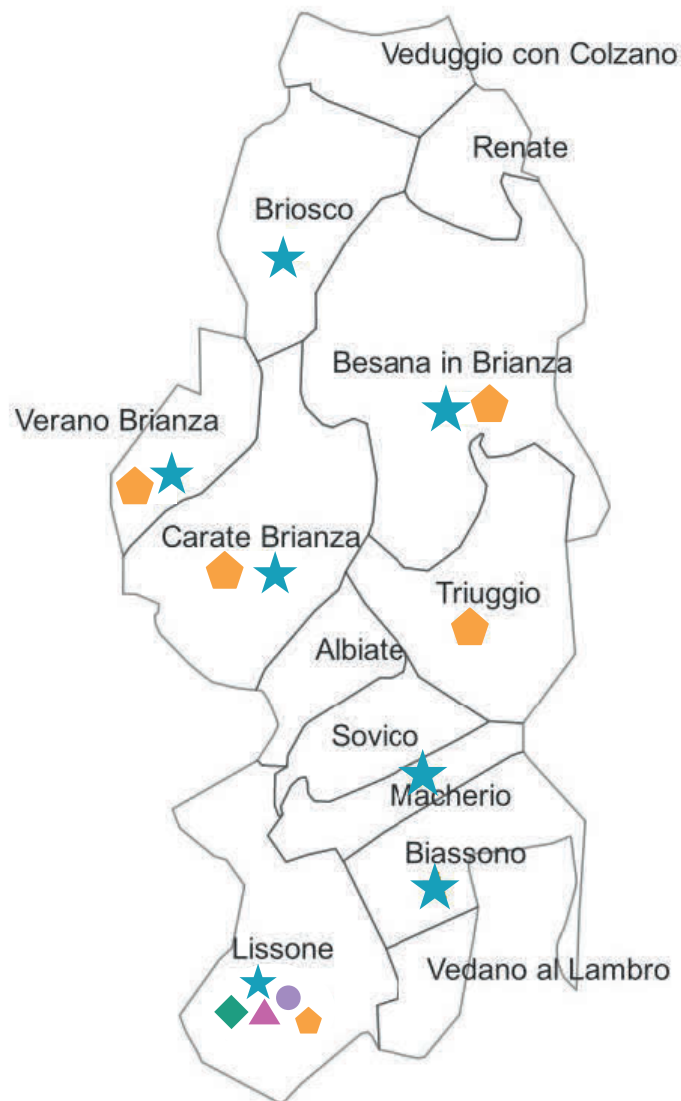 Veduggio con Colzano
Renate
Briosco
Besana in Brianza
Verano Brianza
Carate Brianza
Triuggio
Albiate
Sovico
Macherio
Biassono
Lissone
Vedano al Lambro